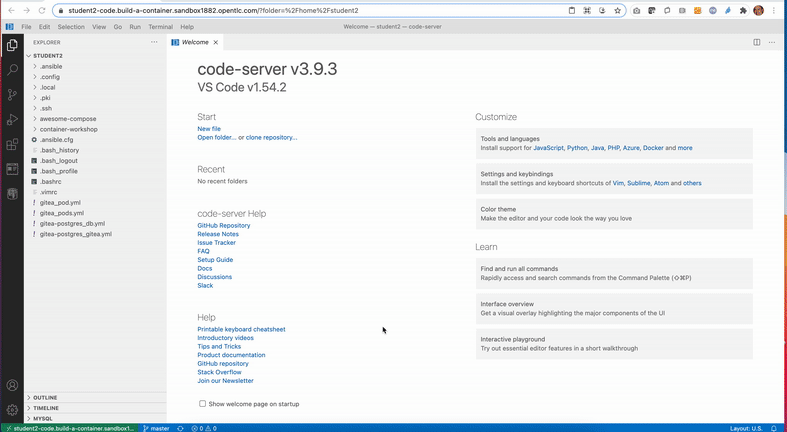 student2-code.build-a-container.sandbox1882.opentlc.com/?folder=%2Fhome%2Fstudent2
File Edit Selection View Go Run Terminal Help
Welcome — student2 — code-server
EXPLORER
Welcome
STUDENT2
.ansible
.config
.local
.pki
.ssh
awesome-compose
container-workshop
.ansible.cfg
.bash_history
.bash_logout
.bash_profile
.bashrc
.vimrc
gitea_pod.yml
gitea_pods.yml
gitea-postgres_db.yml
gitea-postgres_gitea.yml
OUTLINE
TIMELINE
MYSQL
code-server v3.9.3
VS Code v1.54.2
Start
New file
Open folder... or clone repository...
Recent
No recent folders
code-server Help
GitHub Repository
Release Notes
Issue Tracker
FAQ
Setup Guide
Docs
Discussions
Slack
Help
Printable keyboard cheatsheet
Introductory videos
Tips and Tricks
Product documentation
GitHub repository
Stack Overflow
Join our Newsletter
Show welcome page on startup
Customize
Tools and languages
Install support for JavaScript, Python, Java, PHP, Azure, Docker and more
Settings and keybindings
Install the settings and keyboard shortcuts of Vim, Sublime, Atom and others
Color theme
Make the editor and your code look the way you love
Learn
Find and run all commands
Rapidly access and search commands from the Command Palette (⇧⌘P)
Interface overview
Get a visual overlay highlighting the major components of the UI
Interactive playground
Try out essential editor features in a short walkthrough
student2-code.build-a-container.sandbox1...
master
0 0
Layout: U.S.